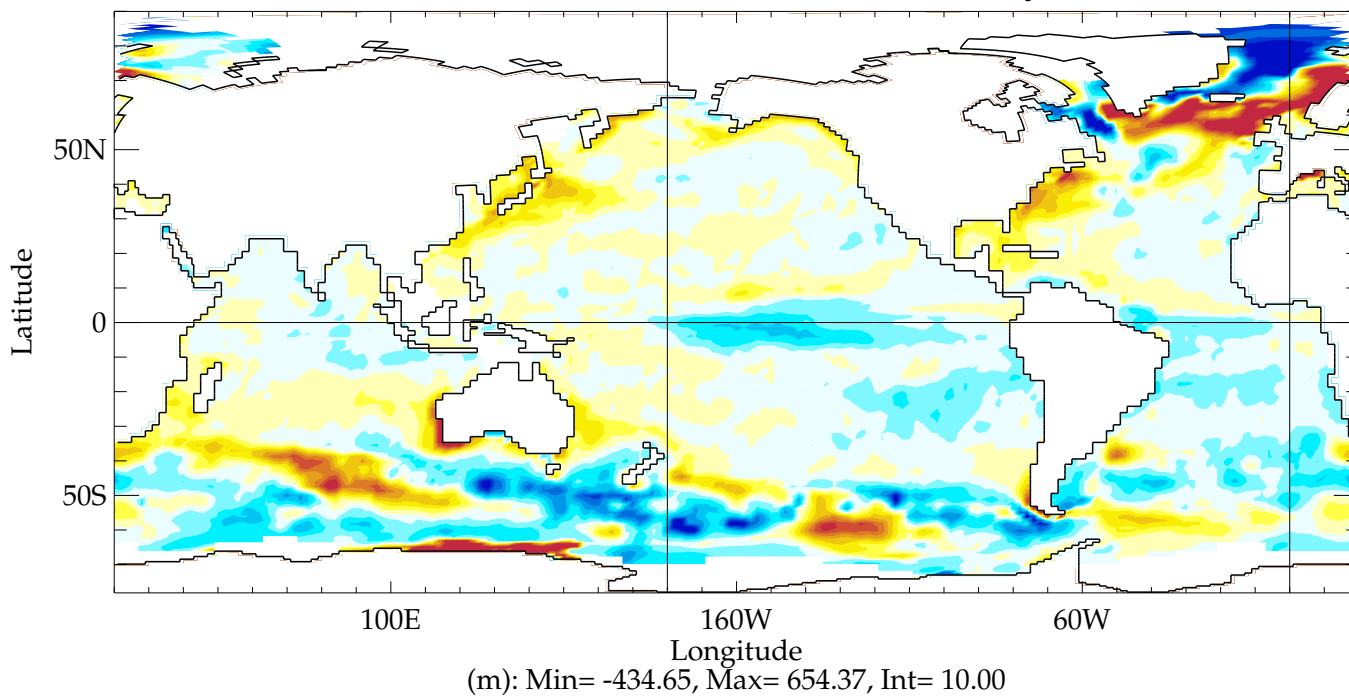 50N
0
50S
Latitude
100E
160W
60W
Longitude
(m): Min= -434.65, Max= 654.37, Int= 10.00